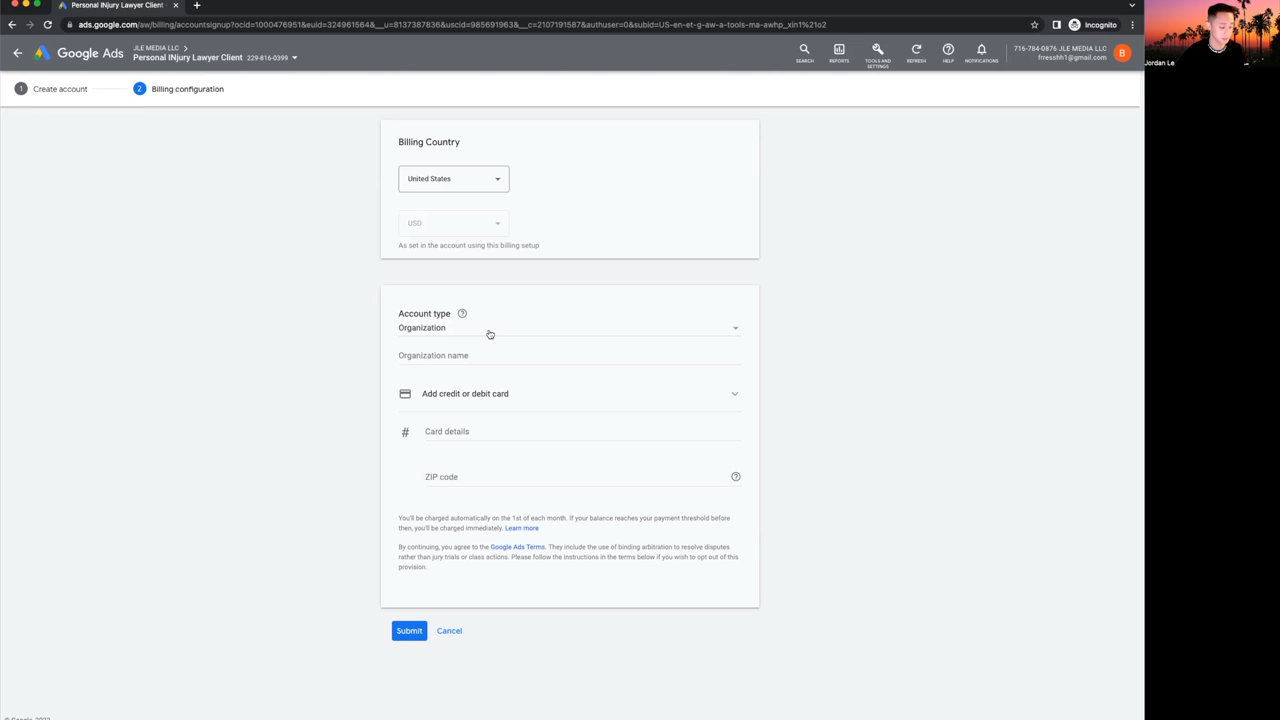 Personal INjury Lawyer Client
ads.google.com/aw/billing/accountsignup?ocid=1000476951&euid=324961564&__u=8137387836&uscid=985691963&__c=2107191587&authuser=0&subid=US-en-et-g-aw-a-tools-ma-awhp_xin1%21o2
Incognito
Google Ads
JLE MEDIA LLC
Personal INjury Lawyer Client 229-816-0399
SEARCH
REPORTS
TOOLS AND
SETTINGS
REFRESH
HELP
NOTIFICATIONS
716-784-0876 JLE MEDIA LLC
frresshh1@gmail.com
B
Jordan Le
1 Create account
2 Billing configuration
Billing Country
United States
USD
As set in the account using this billing setup
Account type ?
Organization
Organization name
Add credit or debit card
# Card details
ZIP code ?
You'll be charged automatically on the 1st of each month. If your balance reaches your payment threshold before
then, you'll be charged immediately. Learn more
By continuing, you agree to the Google Ads Terms. They include the use of binding arbitration to resolve disputes
rather than jury trials or class actions. Please follow the instructions in the terms below if you wish to opt out of this
provision.
Submit Cancel